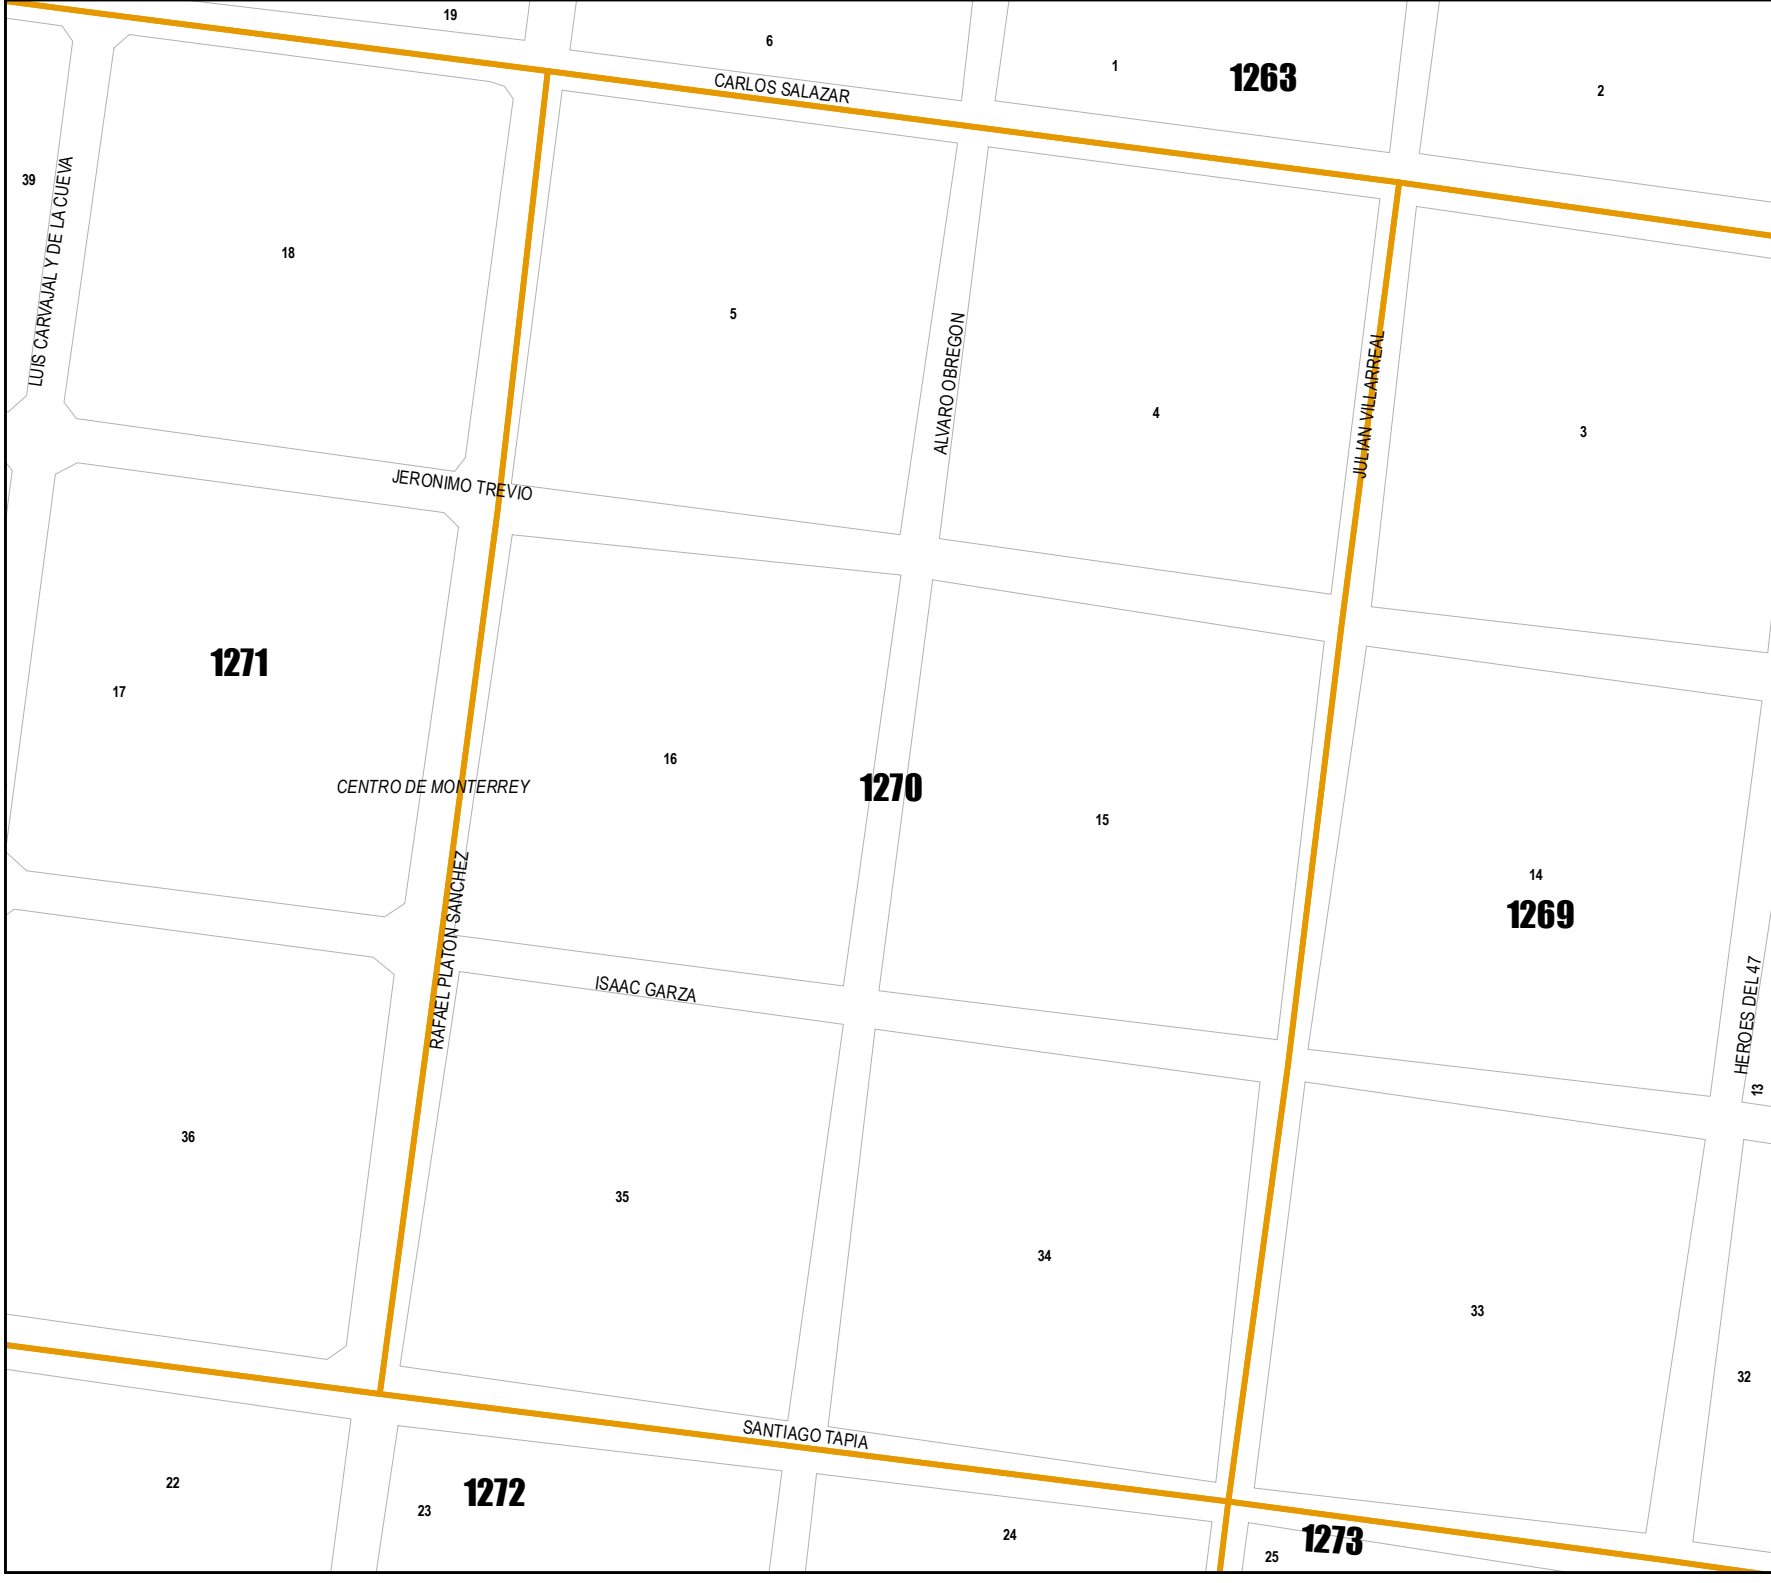 19
6
1
1263
2
CARLOS SALAZAR
39
LUIS CARVAJAL Y DE LA CUEVA
18
5
ALVARO OBREGON
4
JULIAN VILLARREAL
3
JERONIMO TREVIO
1271
17
CENTRO DE MONTERREY
16
1270
15
14
1269
RAFAEL PLATON SANCHEZ
ISAAC GARZA
HEROES DEL 47
13
36
35
34
33
32
SANTIAGO TAPIA
22
23
1272
24
25
1273